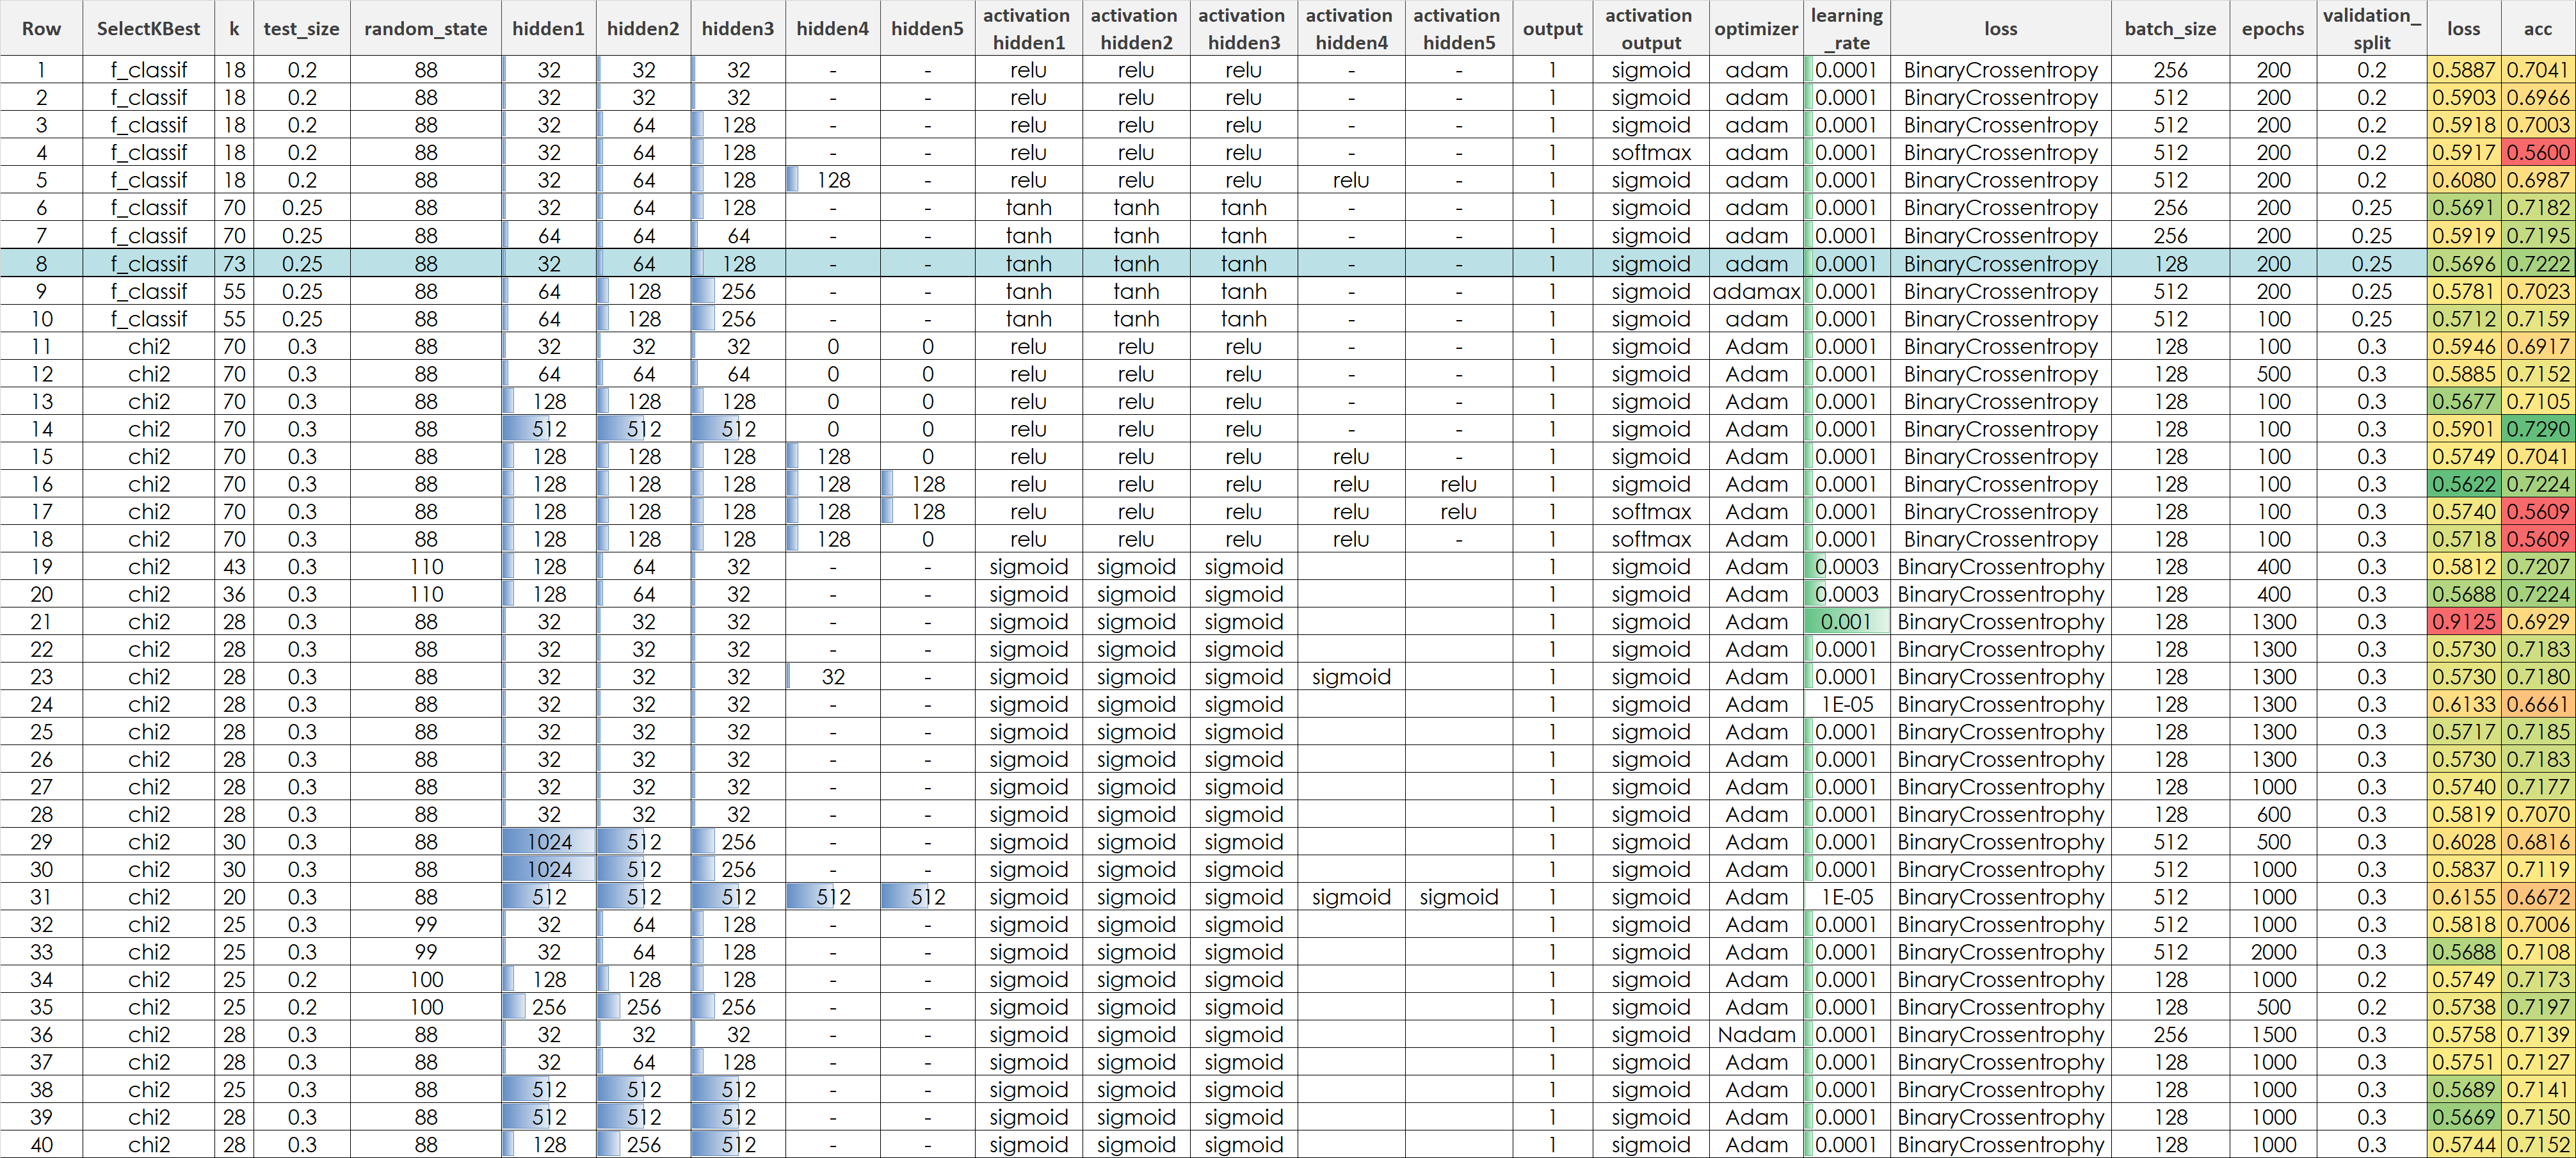 Row SelectKBest k test_size random_state hidden1 hidden2 hidden3 hidden4 hidden5 activation hidden1 activation hidden2 activation hidden3 activation hidden4 activation hidden5 output activation output optimizer learning_rate loss batch_size epochs validation_split loss acc
1 f_classif 18 0.2 88 32 32 32 - - relu relu relu - - 1 sigmoid adam 0.0001 BinaryCrossentropy 256 200 0.2 0.5887 0.7041
2 f_classif 18 0.2 88 32 32 32 - - relu relu relu - - 1 sigmoid adam 0.0001 BinaryCrossentropy 512 200 0.2 0.5903 0.6966
3 f_classif 18 0.2 88 32 64 128 - - relu relu relu - - 1 sigmoid adam 0.0001 BinaryCrossentropy 512 200 0.2 0.5918 0.7003
4 f_classif 18 0.2 88 32 64 128 - - relu relu relu - - 1 softmax adam 0.0001 BinaryCrossentropy 512 200 0.2 0.5917 0.5600
5 f_classif 18 0.2 88 32 64 128 128 - relu relu relu relu - 1 sigmoid adam 0.0001 BinaryCrossentropy 512 200 0.2 0.6080 0.6987
6 f_classif 70 0.25 88 32 64 128 - - tanh tanh tanh - - 1 sigmoid adam 0.0001 BinaryCrossentropy 256 200 0.25 0.5691 0.7182
7 f_classif 70 0.25 88 64 64 64 - - tanh tanh tanh - - 1 sigmoid adam 0.0001 BinaryCrossentropy 256 200 0.25 0.5919 0.7195
8 f_classif 73 0.25 88 32 64 128 - - tanh tanh tanh - - 1 sigmoid adam 0.0001 BinaryCrossentropy 128 200 0.25 0.5696 0.7222
9 f_classif 55 0.25 88 64 128 256 - - tanh tanh tanh - - 1 sigmoid adamax 0.0001 BinaryCrossentropy 512 200 0.25 0.5781 0.7023
10 f_classif 55 0.25 88 64 128 256 - - tanh tanh tanh - - 1 sigmoid adam 0.0001 BinaryCrossentropy 512 100 0.25 0.5712 0.7159
11 chi2 70 0.3 88 32 32 32 0 0 relu relu relu - - 1 sigmoid Adam 0.0001 BinaryCrossentropy 128 100 0.3 0.5946 0.6917
12 chi2 70 0.3 88 64 64 64 0 0 relu relu relu - - 1 sigmoid Adam 0.0001 BinaryCrossentropy 128 500 0.3 0.5885 0.7152
13 chi2 70 0.3 88 128 128 128 0 0 relu relu relu - - 1 sigmoid Adam 0.0001 BinaryCrossentropy 128 100 0.3 0.5677 0.7105
14 chi2 70 0.3 88 512 512 512 0 0 relu relu relu - - 1 sigmoid Adam 0.0001 BinaryCrossentropy 128 100 0.3 0.5901 0.7290
15 chi2 70 0.3 88 128 128 128 128 0 relu relu relu relu - 1 sigmoid Adam 0.0001 BinaryCrossentropy 128 100 0.3 0.5749 0.7041
16 chi2 70 0.3 88 128 128 128 128 128 relu relu relu relu relu 1 sigmoid Adam 0.0001 BinaryCrossentropy 128 100 0.3 0.5622 0.7224
17 chi2 70 0.3 88 128 128 128 128 128 relu relu relu relu relu 1 softmax Adam 0.0001 BinaryCrossentropy 128 100 0.3 0.5740 0.5609
18 chi2 70 0.3 88 128 128 128 128 0 relu relu relu relu - 1 softmax Adam 0.0001 BinaryCrossentropy 128 100 0.3 0.5718 0.5609
19 chi2 43 0.3 110 128 64 32 - - sigmoid sigmoid sigmoid 1 sigmoid Adam 0.0003 BinaryCrossentrophy 128 400 0.3 0.5812 0.7207
20 chi2 36 0.3 110 128 64 32 - - sigmoid sigmoid sigmoid 1 sigmoid Adam 0.0003 BinaryCrossentrophy 128 400 0.3 0.5688 0.7224
21 chi2 28 0.3 88 32 32 32 - - sigmoid sigmoid sigmoid 1 sigmoid Adam 0.001 BinaryCrossentrophy 128 1300 0.3 0.9125 0.6929
22 chi2 28 0.3 88 32 32 32 - - sigmoid sigmoid sigmoid 1 sigmoid Adam 0.0001 BinaryCrossentrophy 128 1300 0.3 0.5730 0.7183
23 chi2 28 0.3 88 32 32 32 32 - sigmoid sigmoid sigmoid sigmoid 1 sigmoid Adam 0.0001 BinaryCrossentrophy 128 1300 0.3 0.5730 0.7180
24 chi2 28 0.3 88 32 32 32 - - sigmoid sigmoid sigmoid 1 sigmoid Adam 1E-05 BinaryCrossentrophy 128 1300 0.3 0.6133 0.6661
25 chi2 28 0.3 88 32 32 32 - - sigmoid sigmoid sigmoid 1 sigmoid Adam 0.0001 BinaryCrossentrophy 128 1300 0.3 0.5717 0.7185
26 chi2 28 0.3 88 32 32 32 - - sigmoid sigmoid sigmoid 1 sigmoid Adam 0.0001 BinaryCrossentrophy 128 1300 0.3 0.5730 0.7183
27 chi2 28 0.3 88 32 32 32 - - sigmoid sigmoid sigmoid 1 sigmoid Adam 0.0001 BinaryCrossentrophy 128 1000 0.3 0.5740 0.7177
28 chi2 28 0.3 88 32 32 32 - - sigmoid sigmoid sigmoid 1 sigmoid Adam 0.0001 BinaryCrossentrophy 128 600 0.3 0.5819 0.7070
29 chi2 30 0.3 88 1024 512 256 - - sigmoid sigmoid sigmoid 1 sigmoid Adam 0.0001 BinaryCrossentrophy 512 500 0.3 0.6028 0.6816
30 chi2 30 0.3 88 1024 512 256 - - sigmoid sigmoid sigmoid 1 sigmoid Adam 0.0001 BinaryCrossentrophy 512 1000 0.3 0.5837 0.7119
31 chi2 20 0.3 88 512 512 512 512 512 sigmoid sigmoid sigmoid sigmoid sigmoid 1 sigmoid Adam 1E-05 BinaryCrossentrophy 512 1000 0.3 0.6155 0.6672
32 chi2 25 0.3 99 32 64 128 - - sigmoid sigmoid sigmoid 1 sigmoid Adam 0.0001 BinaryCrossentrophy 512 1000 0.3 0.5818 0.7006
33 chi2 25 0.3 99 32 64 128 - - sigmoid sigmoid sigmoid 1 sigmoid Adam 0.0001 BinaryCrossentrophy 512 2000 0.3 0.5688 0.7108
34 chi2 25 0.2 100 128 128 128 - - sigmoid sigmoid sigmoid 1 sigmoid Adam 0.0001 BinaryCrossentrophy 128 1000 0.2 0.5749 0.7173
35 chi2 25 0.2 100 256 256 256 - - sigmoid sigmoid sigmoid 1 sigmoid Adam 0.0001 BinaryCrossentrophy 128 500 0.2 0.5738 0.7197
36 chi2 28 0.3 88 32 32 32 - - sigmoid sigmoid sigmoid 1 sigmoid Nadam 0.0001 BinaryCrossentrophy 256 1500 0.3 0.5758 0.7139
37 chi2 28 0.3 88 32 64 128 - - sigmoid sigmoid sigmoid 1 sigmoid Adam 0.0001 BinaryCrossentrophy 128 1000 0.3 0.5751 0.7127
38 chi2 25 0.3 88 512 512 512 - - sigmoid sigmoid sigmoid 1 sigmoid Adam 0.0001 BinaryCrossentrophy 128 1000 0.3 0.5689 0.7141
39 chi2 28 0.3 88 512 512 512 - - sigmoid sigmoid sigmoid 1 sigmoid Adam 0.0001 BinaryCrossentrophy 128 1000 0.3 0.5669 0.7150
40 chi2 28 0.3 88 128 256 512 - - sigmoid sigmoid sigmoid 1 sigmoid Adam 0.0001 BinaryCrossentrophy 128 1000 0.3 0.5744 0.7152